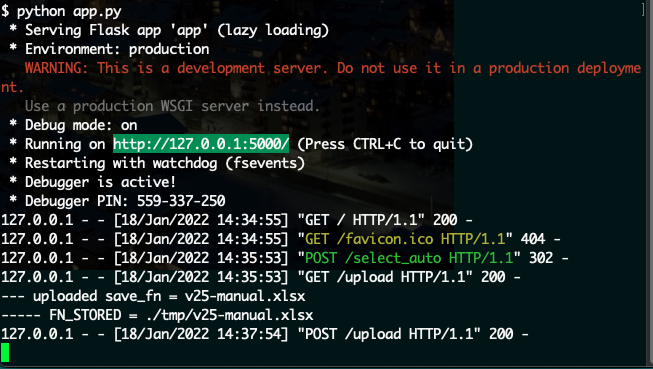 $ python app.py
 * Serving Flask app 'app' (lazy loading)
 * Environment: production
   WARNING: This is a development server. Do not use it in a production deployme
nt.
   Use a production WSGI server instead.
 * Debug mode: on
 * Running on http://127.0.0.1:5000/ (Press CTRL+C to quit)
 * Restarting with watchdog (fsevents)
 * Debugger is active!
 * Debugger PIN: 559-337-250
127.0.0.1 - - [18/Jan/2022 14:34:55] "GET / HTTP/1.1" 200 -
127.0.0.1 - - [18/Jan/2022 14:34:55] "GET /favicon.ico HTTP/1.1" 404 -
127.0.0.1 - - [18/Jan/2022 14:35:53] "POST /select_auto HTTP/1.1" 302 -
127.0.0.1 - - [18/Jan/2022 14:35:53] "GET /upload HTTP/1.1" 200 -
--- uploaded save_fn = v25-manual.xlsx
----- FN_STORED = ./tmp/v25-manual.xlsx
127.0.0.1 - - [18/Jan/2022 14:37:54] "POST /upload HTTP/1.1" 200 -